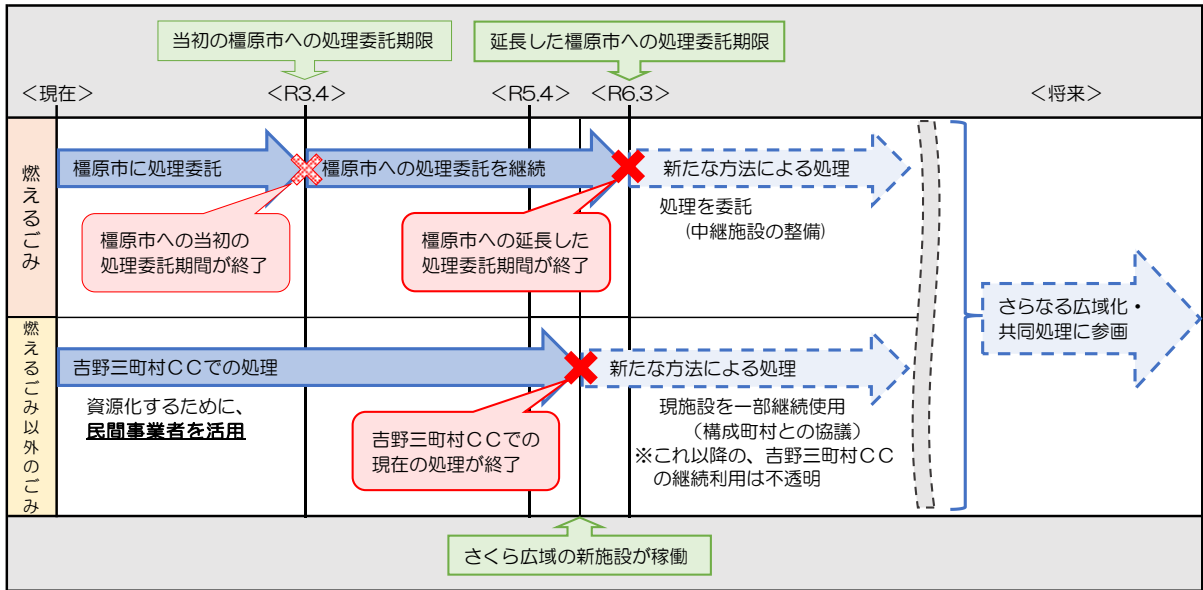 当初の橿原市への処理委託期限
延長した橿原市への処理委託期限
＜現在＞
＜R3.4＞
＜R5.4＞
＜R6.3＞
＜将来＞
燃えるごみ
橿原市に処理委託
橿原市への処理委託を継続
新たな方法による処理
処理を委託
(中継施設の整備)
橿原市への当初の
処理委託期間が終了
橿原市への延長した
処理委託期間が終了
さらなる広域化・
共同処理に参画
燃えるごみ以外のごみ
吉野三町村ＣＣでの処理
新たな方法による処理
資源化するために、
民間事業者を活用
吉野三町村ＣＣでの
現在の処理が終了
現施設を一部継続使用
（構成町村との協議）
※これ以降の、吉野三町村ＣＣ
の継続利用は不透明
さくら広域の新施設が稼働